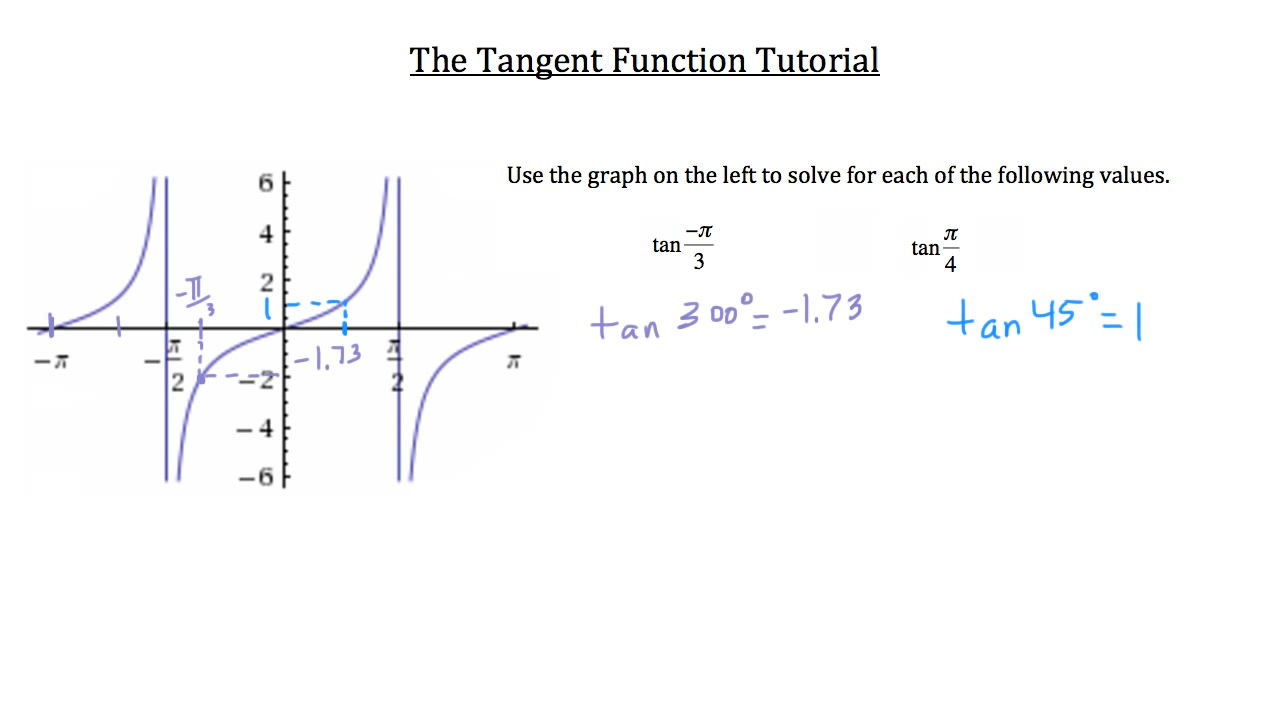 The Tangent Function Tutorial
Use the graph on the left to solve for each of the following values.
tan -π/3
tan π/4
tan 300° = -1.73
tan 45° = 1
6
4
2
1
-π/3
-π
-π/2
-1.73
π/2
π
-2
-4
-6